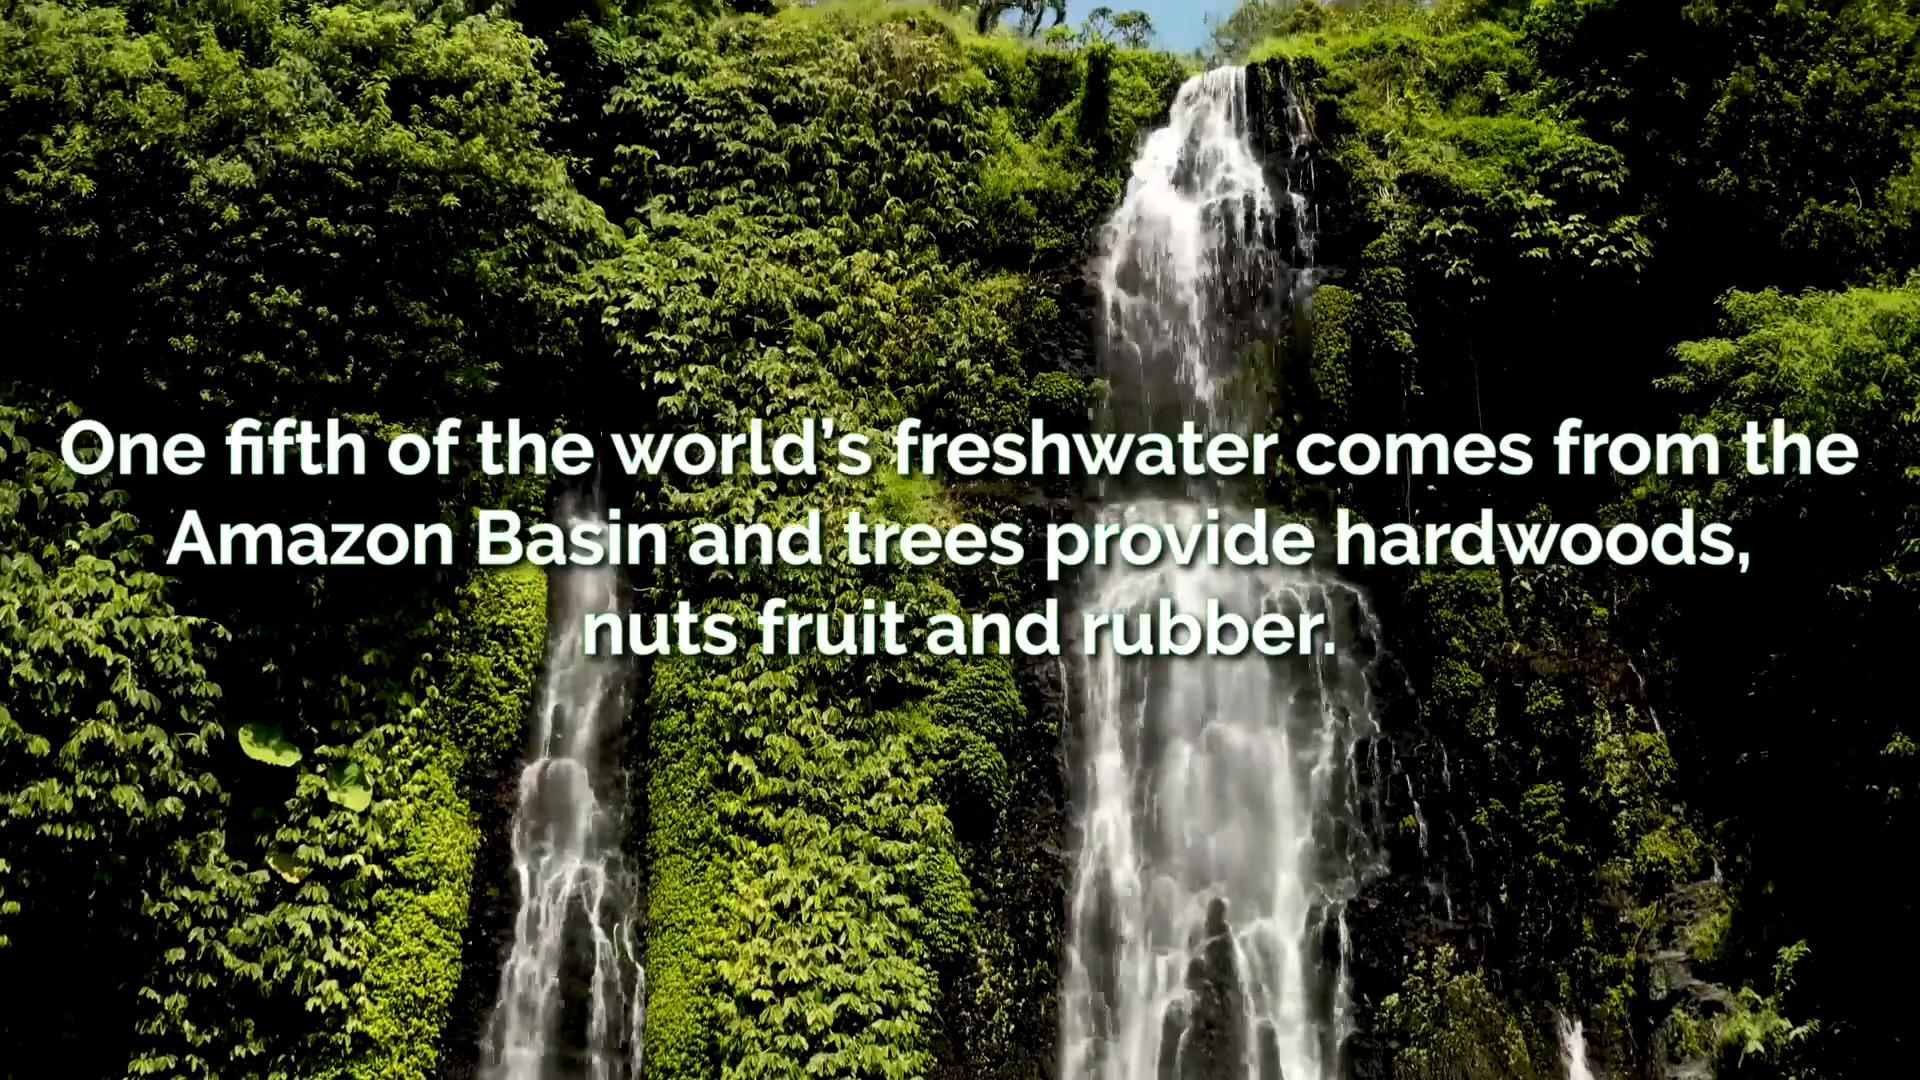 One fifth of the world’s freshwater comes from the
Amazon Basin and trees provide hardwoods,
nuts fruit and rubber.